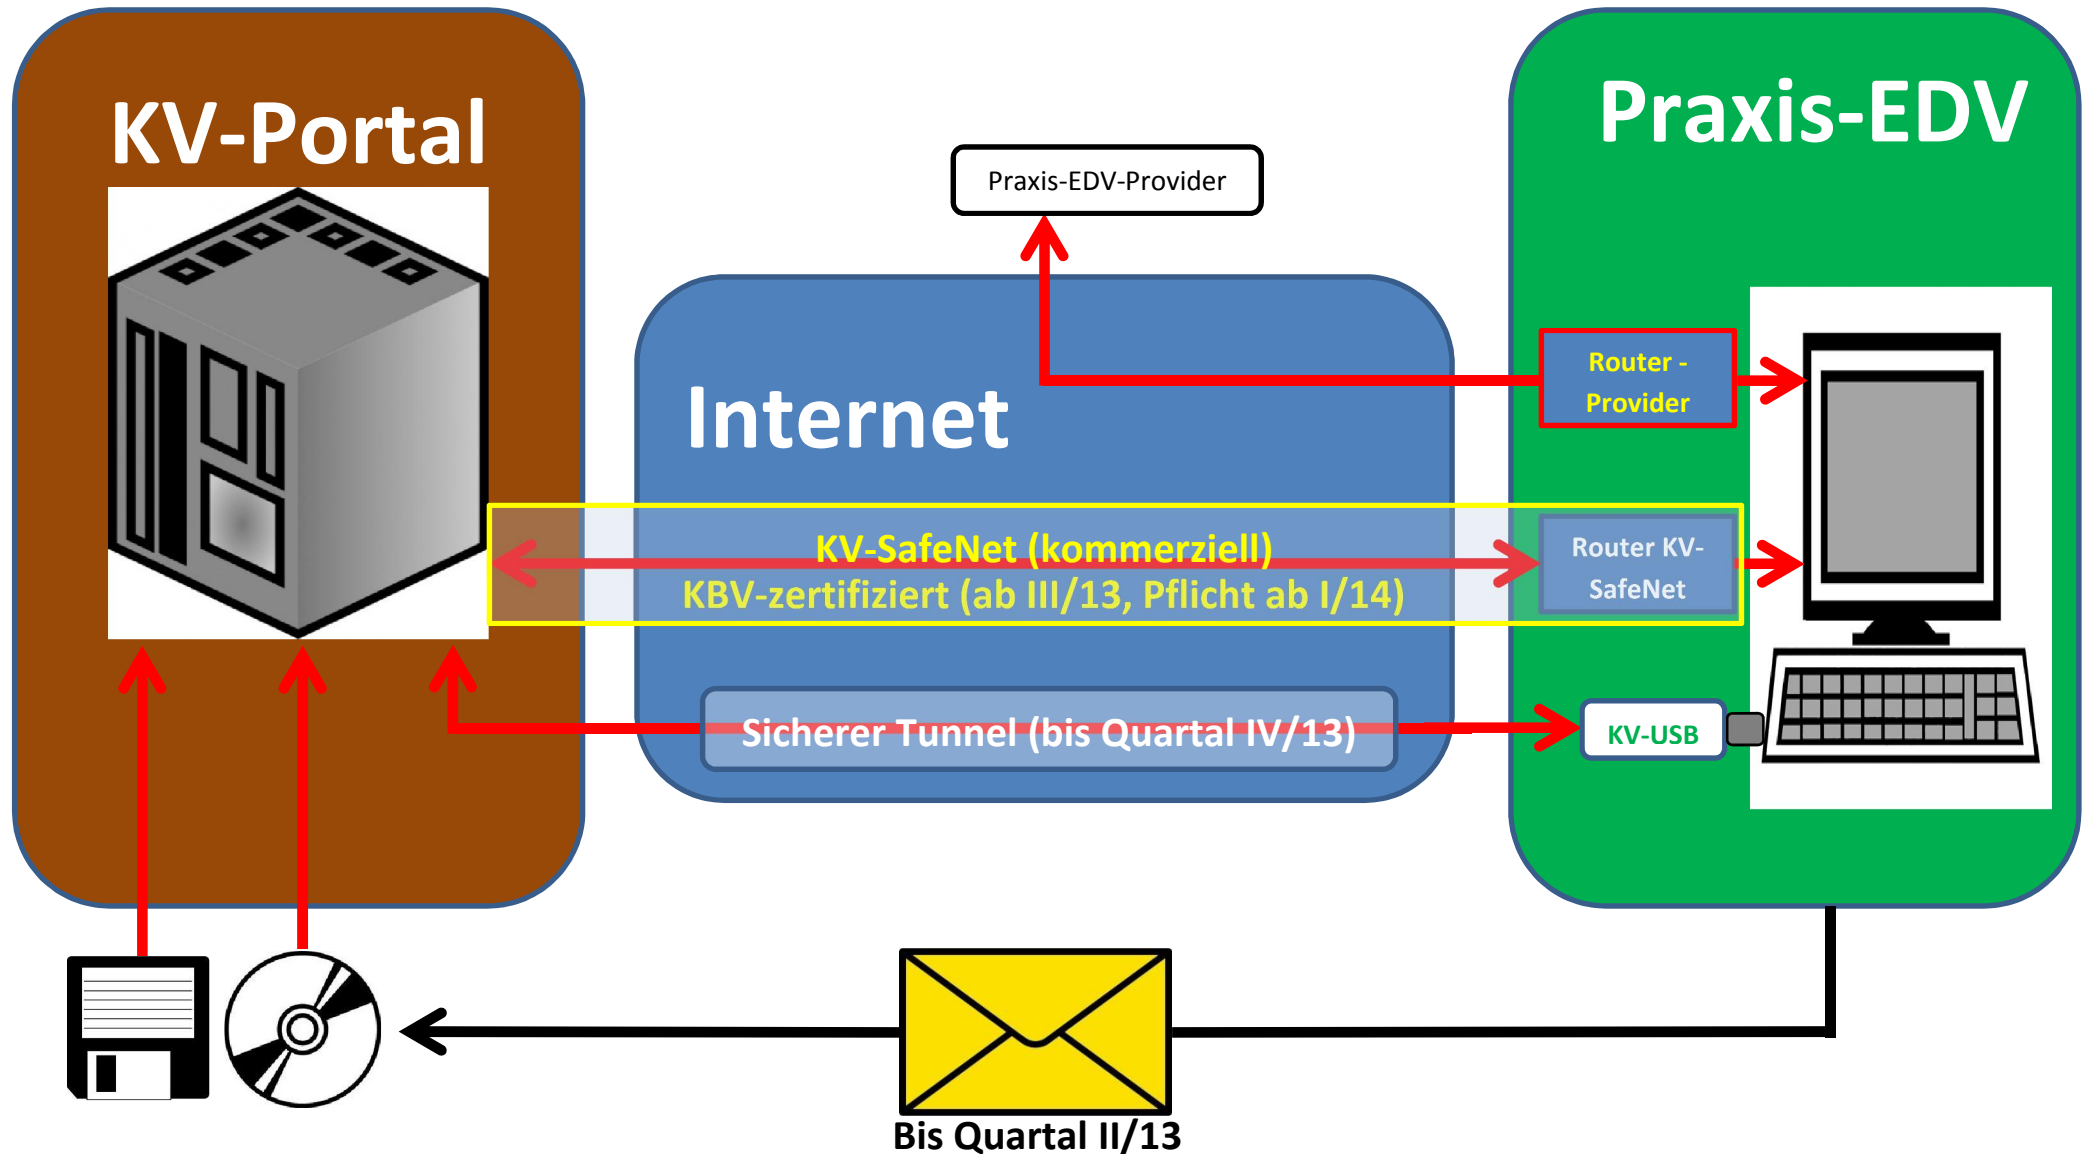 KV-Portal
Praxis-EDV
Praxis-EDV-Provider
Internet
Router -
Provider
KV-SafeNet (kommerziell)
KBV-zertifiziert (ab III/13, Pflicht ab I/14)
Router KV-
SafeNet
Sicherer Tunnel (bis Quartal IV/13)
KV-USB
Bis Quartal II/13